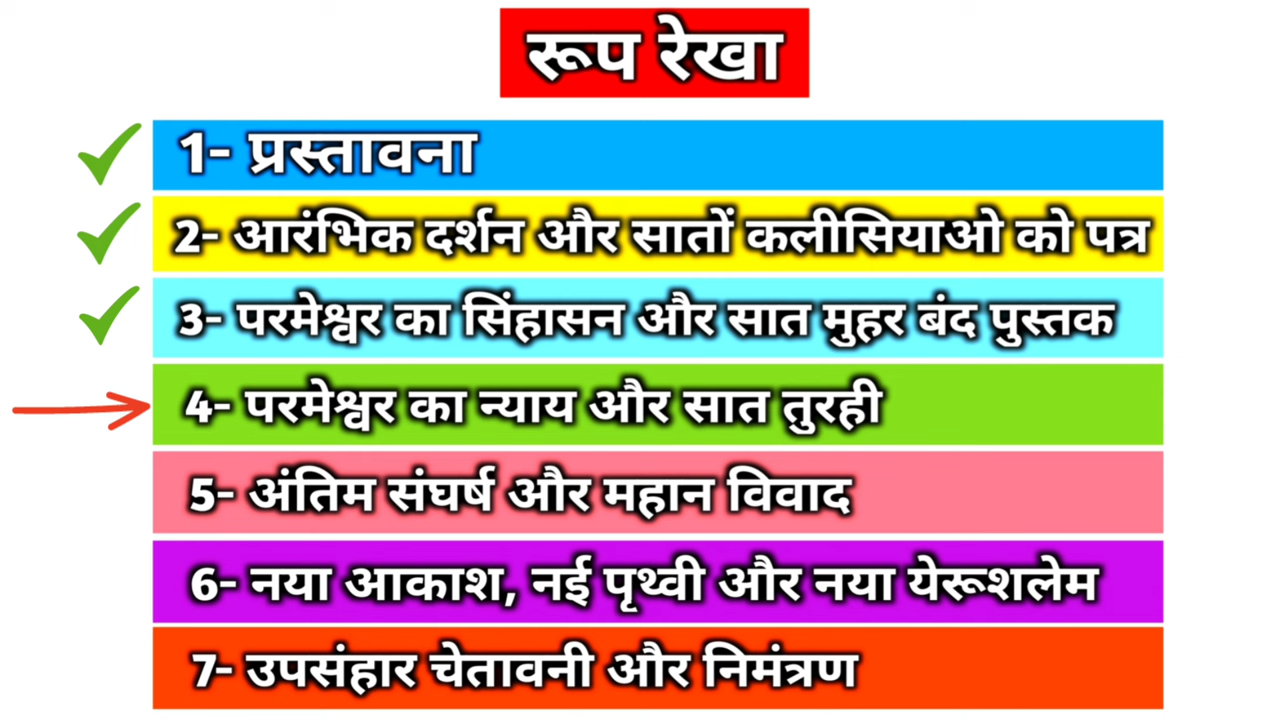 रूप रेखा
1- प्रस्तावना
2- आरंभिक दर्शन और सातों कलीसियाओ को पत्र
3- परमेश्वर का सिंहासन और सात मुहर बंद पुस्तक
4- परमेश्वर का न्याय और सात तुरही
5- अंतिम संघर्ष और महान विवाद
6- नया आकाश, नई पृथ्वी और नया येरूशलेम
7- उपसंहार चेतावनी और निमंत्रण